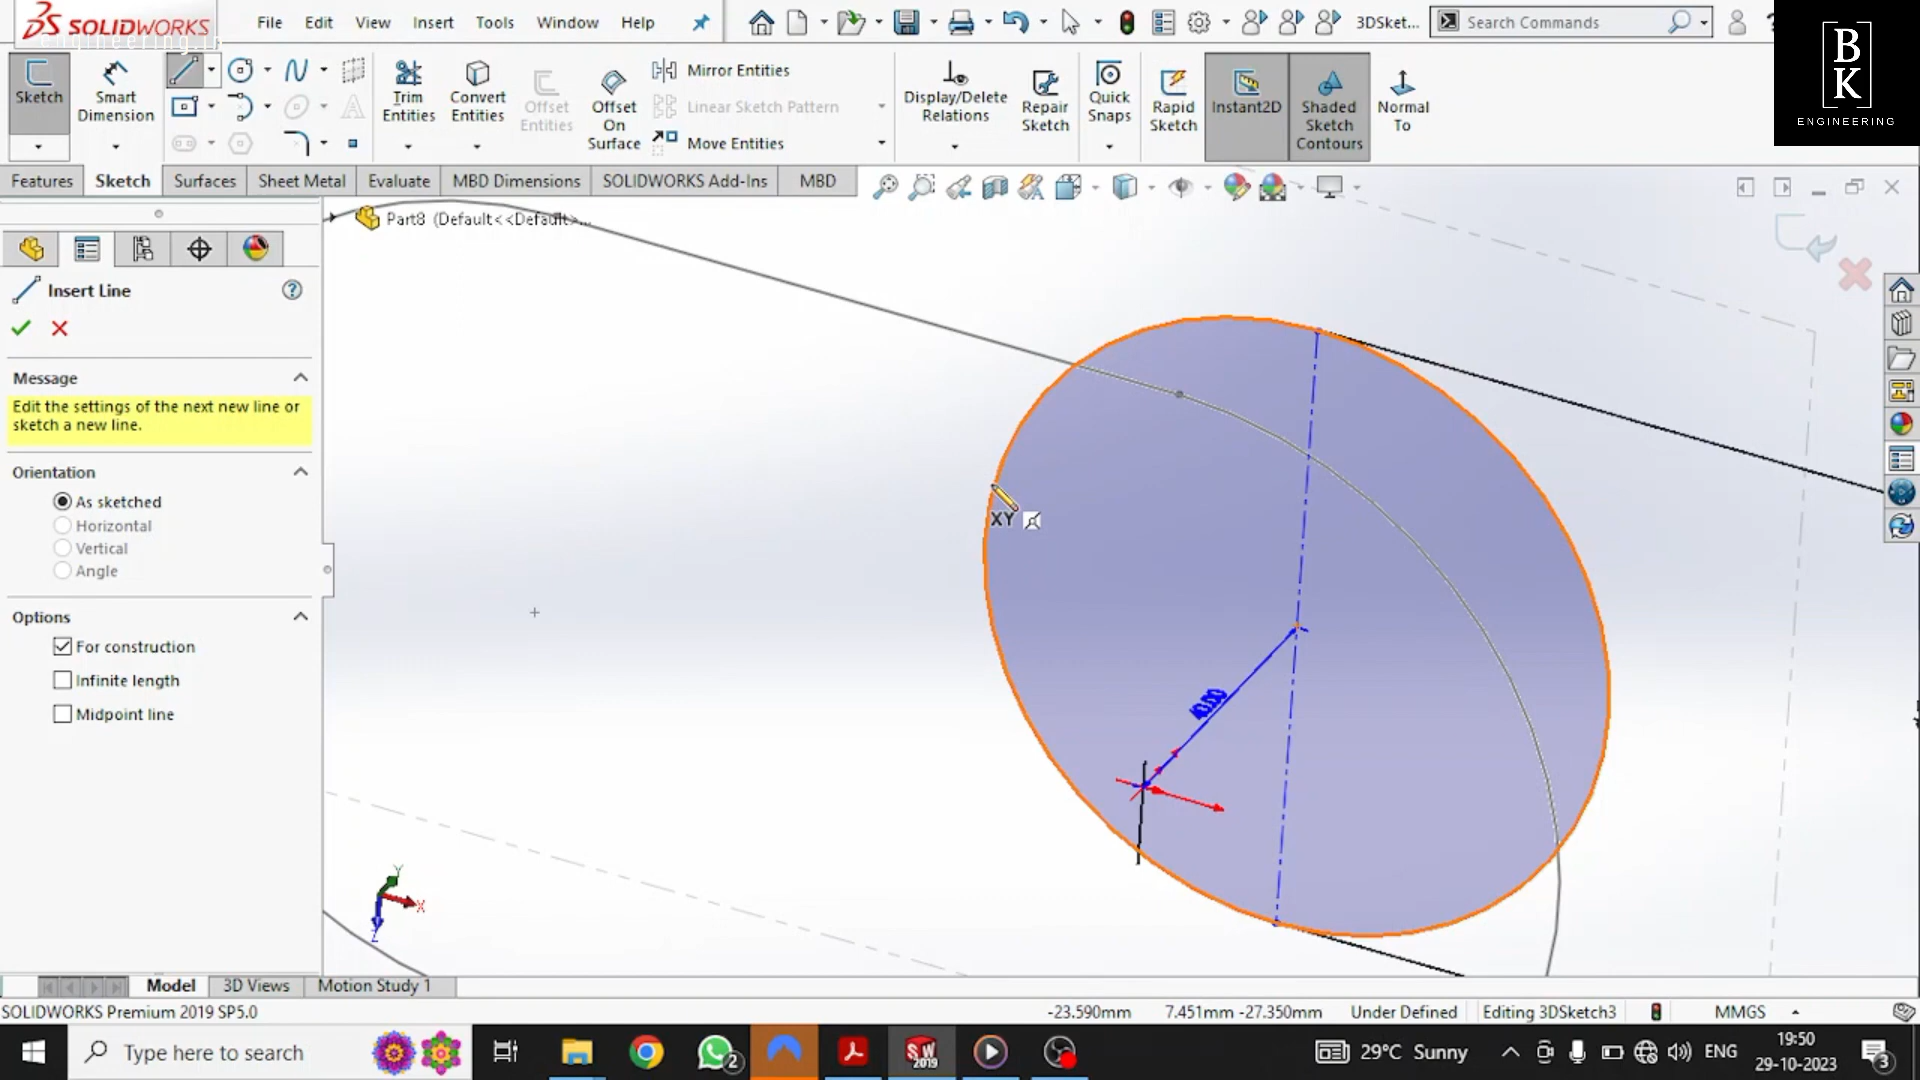 SOLIDWORKS
File Edit View Insert Tools Window Help
3DSket...
Search Commands
B
K
ENGINEERING
Sketch
Smart Dimension
Trim Entities
Convert Entities
Offset Entities
Offset On Surface
Mirror Entities
Linear Sketch Pattern
Move Entities
Display/Delete Relations
Repair Sketch
Quick Snaps
Rapid Sketch
Instant2D
Shaded Sketch Contours
Normal To
Features Sketch Surfaces Sheet Metal Evaluate MBD Dimensions SOLIDWORKS Add-Ins MBD
Part8 (Default<<Default>...
Insert Line
Message
Edit the settings of the next new line or
sketch a new line.
Orientation
As sketched
Horizontal
Vertical
Angle
Options
For construction
Infinite length
Midpoint line
XY
Y
X
Z
Model 3D Views Motion Study 1
SOLIDWORKS Premium 2019 SP5.0
-23.590mm 7.451mm -27.350mm Under Defined Editing 3DSketch3 MMGS
Type here to search
2
SW
2019
29°C Sunny
ENG
19:50
29-10-2023
3